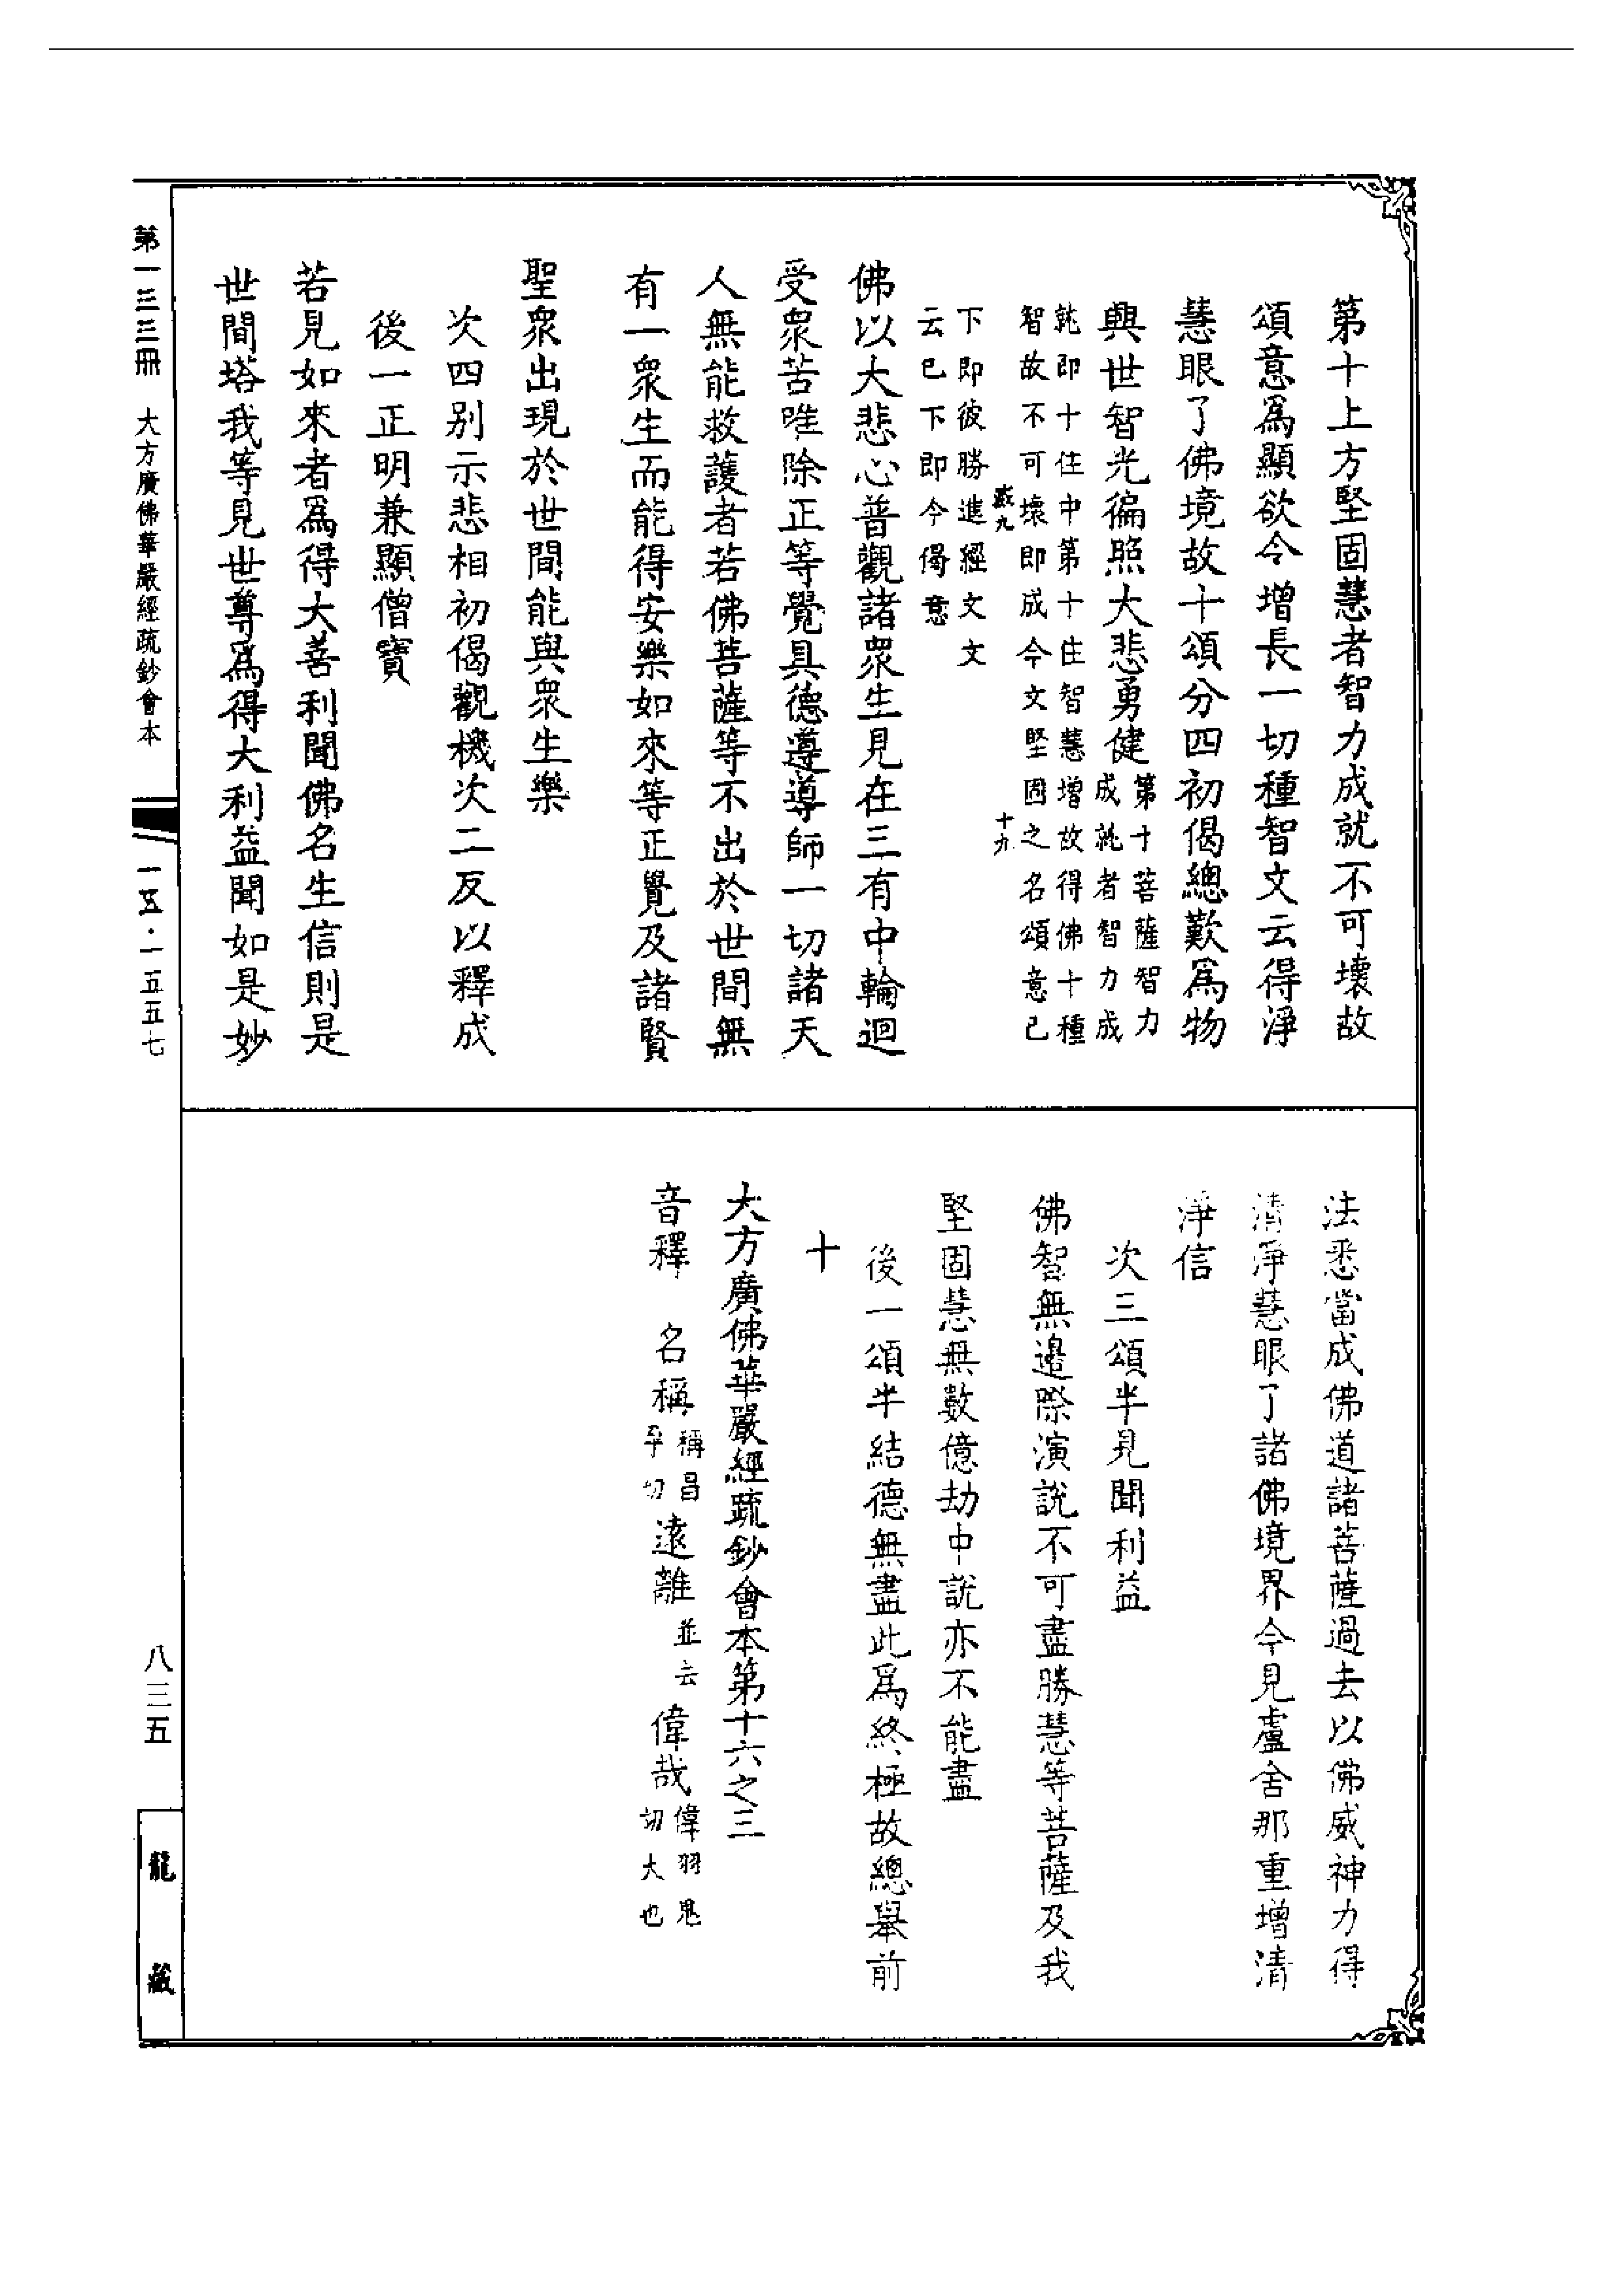 第十上方堅固慧者智力成就不可壞故
頌意爲顯欲令增長一切種智文云得淨
慧眼了佛境故十頌分四初偈總歎爲物
興世智光徧照大悲勇健
第十菩薩智力
成就者智力成
就即十住中第十住智慧增故得佛十種
智故不可壞即成今文堅固之名頌意已
感九
十九
下即彼勝進經文文
云已下即今偈意
佛以大悲心普觀諸衆生見在三有中輪迴
受衆苦唯除正等覺具德尊導師一切諸天
人無能救護者若佛菩薩等不出於世間無
有一衆生而能得安樂如來等正覺及諸賢
聖衆出現於世間能與衆生樂
次四別示悲相初偈觀機次二反以釋成
後一正明兼顯僧寶
若見如來者爲得大善利聞佛名生信則是
世間塔我等見世尊爲得大利益聞如是妙
法悉當成佛道諸菩薩過去以佛威神力得
清淨慧眼了諸佛境界今見盧舍那重增清
淨信
次三頌半見聞利益
佛智無邊際演說不可盡勝慧等菩薩及我
堅固慧無數億劫中說亦不能盡
後一頌半結德無盡此爲終極故總舉前
十
大方廣佛華嚴經疏鈔會本第十六之三
音釋
名稱
稱昌
孕切
遠離
並去
偉哉
偉羽鬼
切大也
第一三三冊　大方廣佛華嚴經疏鈔會本
一五·一五五七
八三五
龍藏